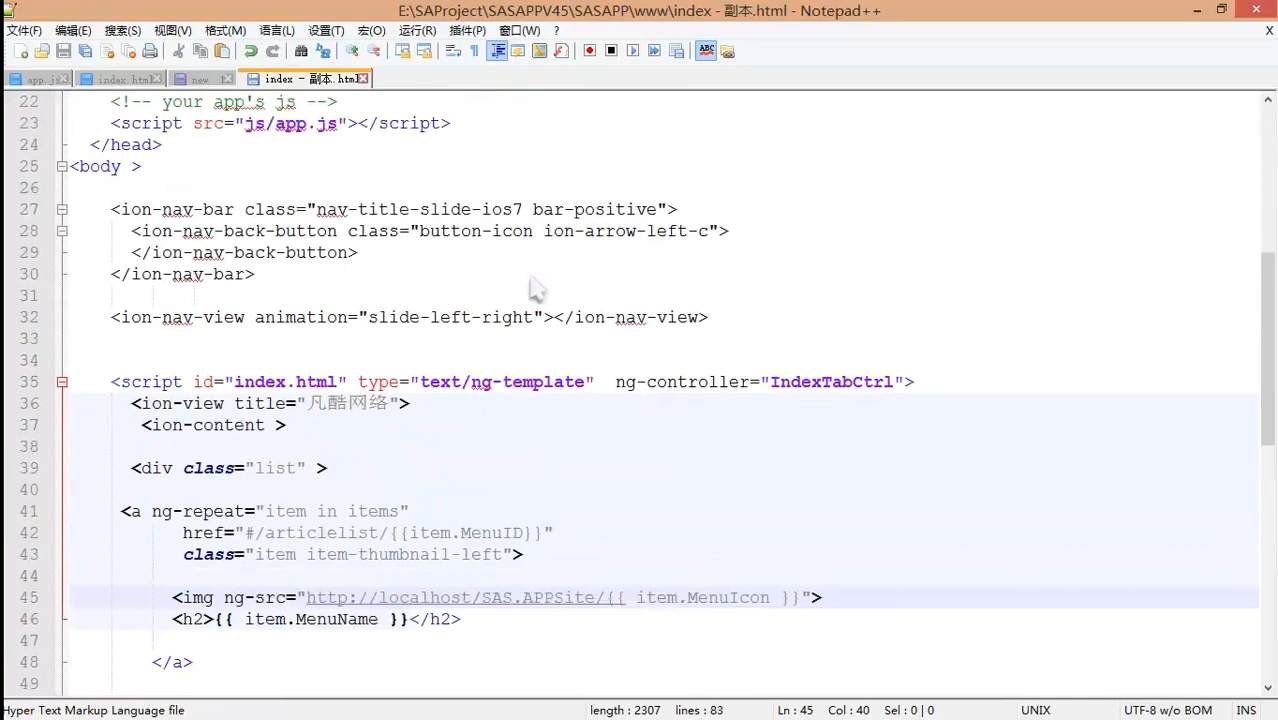 E:\SAProject\SASAPPV45\SASAPP\www\index - 副本.html - Notepad++
文件(F) 编辑(E) 搜索(S) 视图(V) 格式(M) 语言(L) 设置(T) 宏(O) 运行(R) 插件(P) 窗口(W) ?
app.js index html new 1 index - 副本.html
22 <!-- your app's js -->
23 <script src="js/app.js"></script>
24 </head>
25 <body >
26
27 <ion-nav-bar class="nav-title-slide-ios7 bar-positive">
28 <ion-nav-back-button class="button-icon ion-arrow-left-c">
29 </ion-nav-back-button>
30 </ion-nav-bar>
31
32 <ion-nav-view animation="slide-left-right"></ion-nav-view>
33
34
35 <script id="index.html" type="text/ng-template" ng-controller="IndexTabCtrl">
36 <ion-view title="凡酷网络">
37 <ion-content >
38
39 <div class="list" >
40
41 <a ng-repeat="item in items"
42 href="#/articlelist/{{item.MenuID}}"
43 class="item item-thumbnail-left">
44
45 <img ng-src="http://localhost/SAS.APPSite/{{ item.MenuIcon }}">
46 <h2>{{ item.MenuName }}</h2>
47
48 </a>
49
Hyper Text Markup Language file length : 2307 lines : 83 Ln : 45 Col : 40 Sel : 0 | 0 UNIX UTF-8 w/o BOM INS